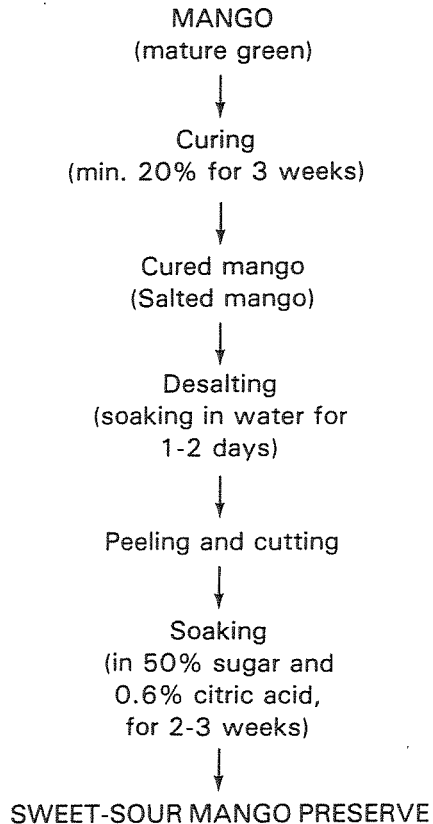 MANGO
(mature green)
Curing
(min. 20% for 3 weeks)
Cured mango
(Salted mango)
Desalting
(soaking in water for
1-2 days)
Peeling and cutting
Soaking
(in 50% sugar and
0.6% citric acid,
for 2-3 weeks)
SWEET-SOUR MANGO PRESERVE